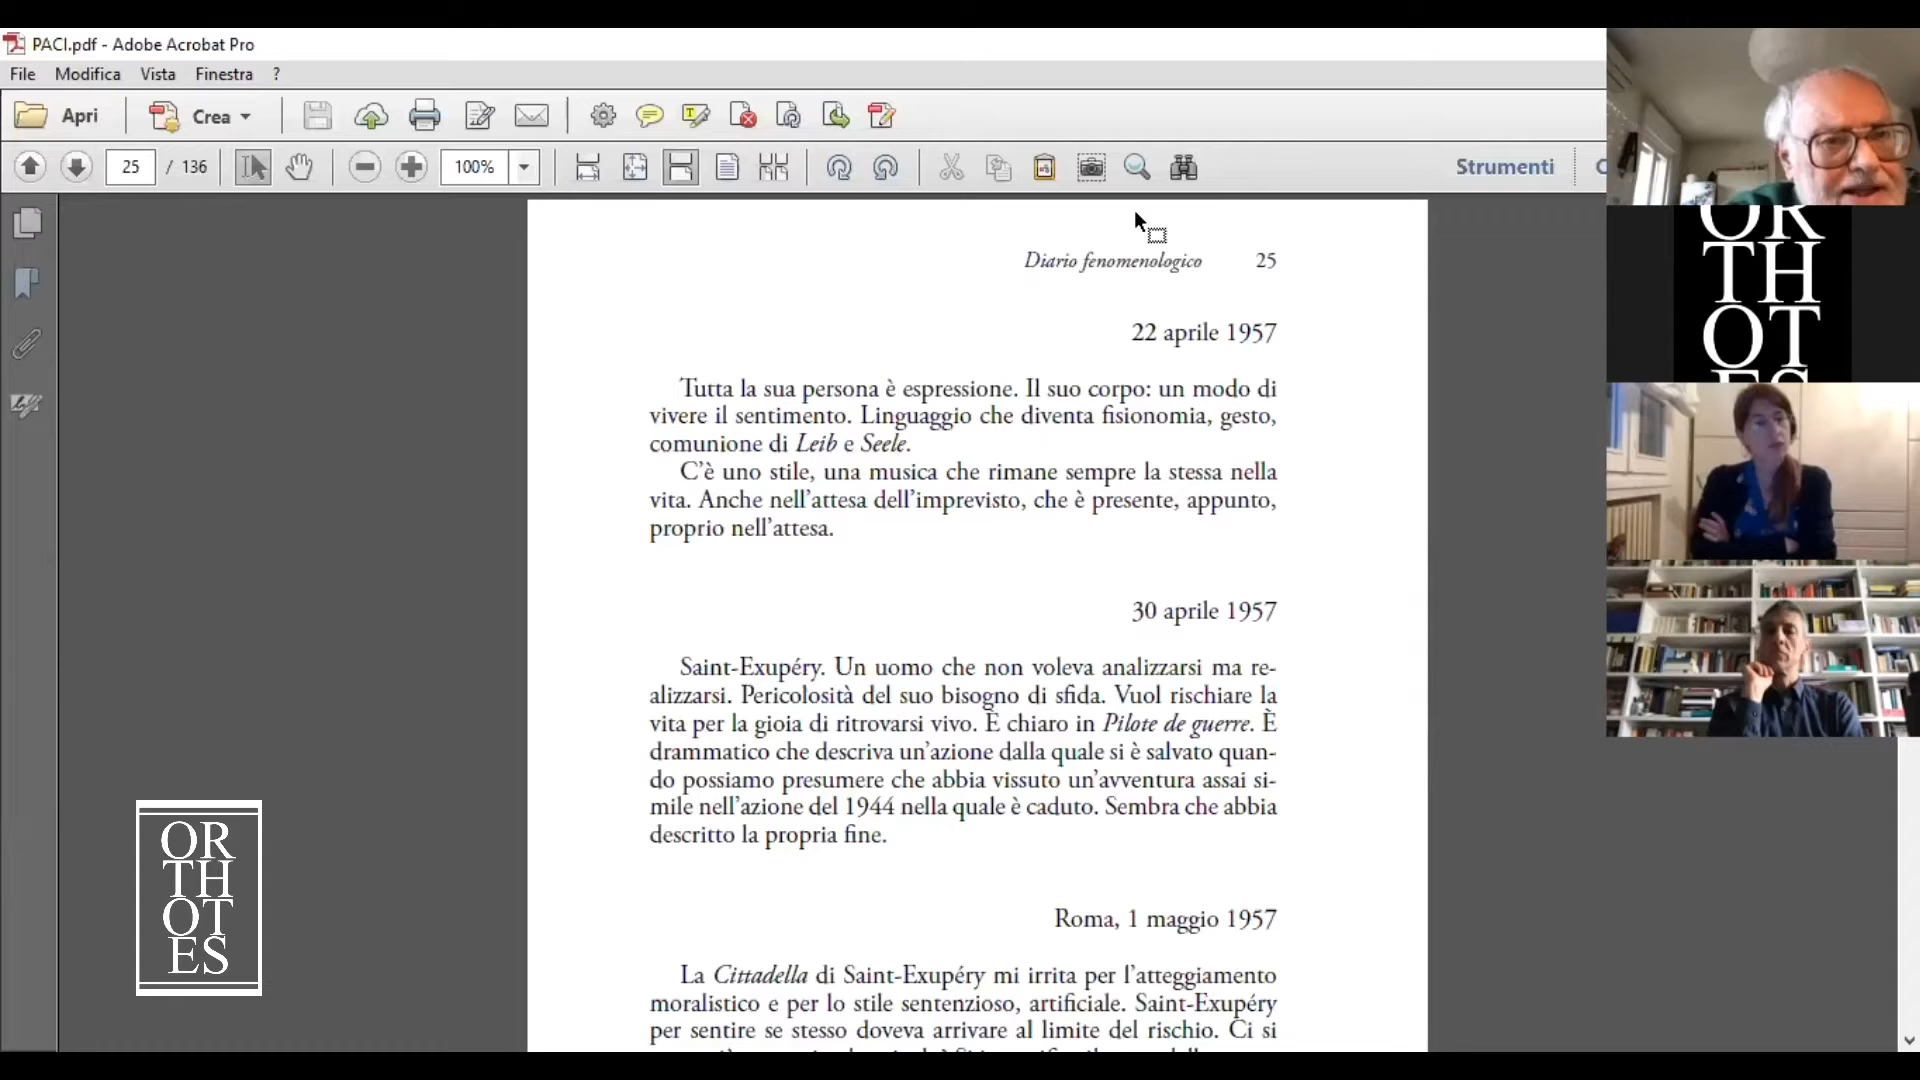 PACI.pdf - Adobe Acrobat Pro
File Modifica Vista Finestra ?
Apri Crea
25 / 136 100% Strumenti
Diario fenomenologico 25
22 aprile 1957
Tutta la sua persona è espressione. Il suo corpo: un modo di
vivere il sentimento. Linguaggio che diventa fisionomia, gesto,
comunione di Leib e Seele.
C'è uno stile, una musica che rimane sempre la stessa nella
vita. Anche nell'attesa dell'imprevisto, che è presente, appunto,
proprio nell'attesa.
30 aprile 1957
Saint-Exupéry. Un uomo che non voleva analizzarsi ma re-
alizzarsi. Pericolosità del suo bisogno di sfida. Vuol rischiare la
vita per la gioia di ritrovarsi vivo. È chiaro in Pilote de guerre. È
drammatico che descriva un'azione dalla quale si è salvato quan-
do possiamo presumere che abbia vissuto un'avventura assai si-
mile nell'azione del 1944 nella quale è caduto. Sembra che abbia
descritto la propria fine.
Roma, 1 maggio 1957
La Cittadella di Saint-Exupéry mi irrita per l'atteggiamento
moralistico e per lo stile sentenzioso, artificiale. Saint-Exupéry
per sentire se stesso doveva arrivare al limite del rischio. Ci si
OR
TH
OT
ES
OR
TH
OT
ES